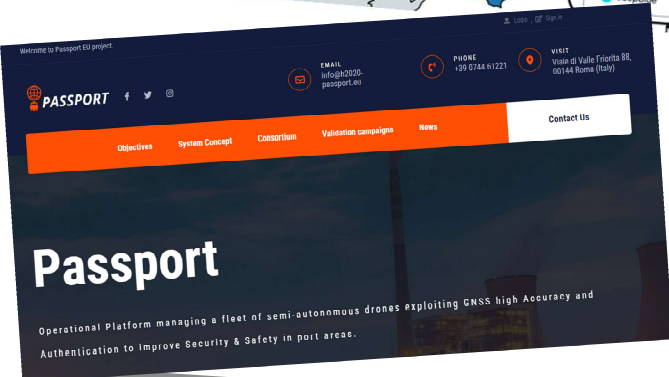 Login , Sign in
Welcome to Passport EU project.
PASSPORT
EMAIL
info@h2020-
passport.eu
PHONE
+39 0744 61221
VISIT
Viale di Valle Fiorita 88,
00144 Roma (Italy)
Objectives
System Concept
Consortium
Validation campaigns
News
Contact Us
Passport
Operational Platform managing a fleet of semi-autonomous drones exploiting GNSS high Accuracy and
Authentication to improve Security & Safety in port areas.